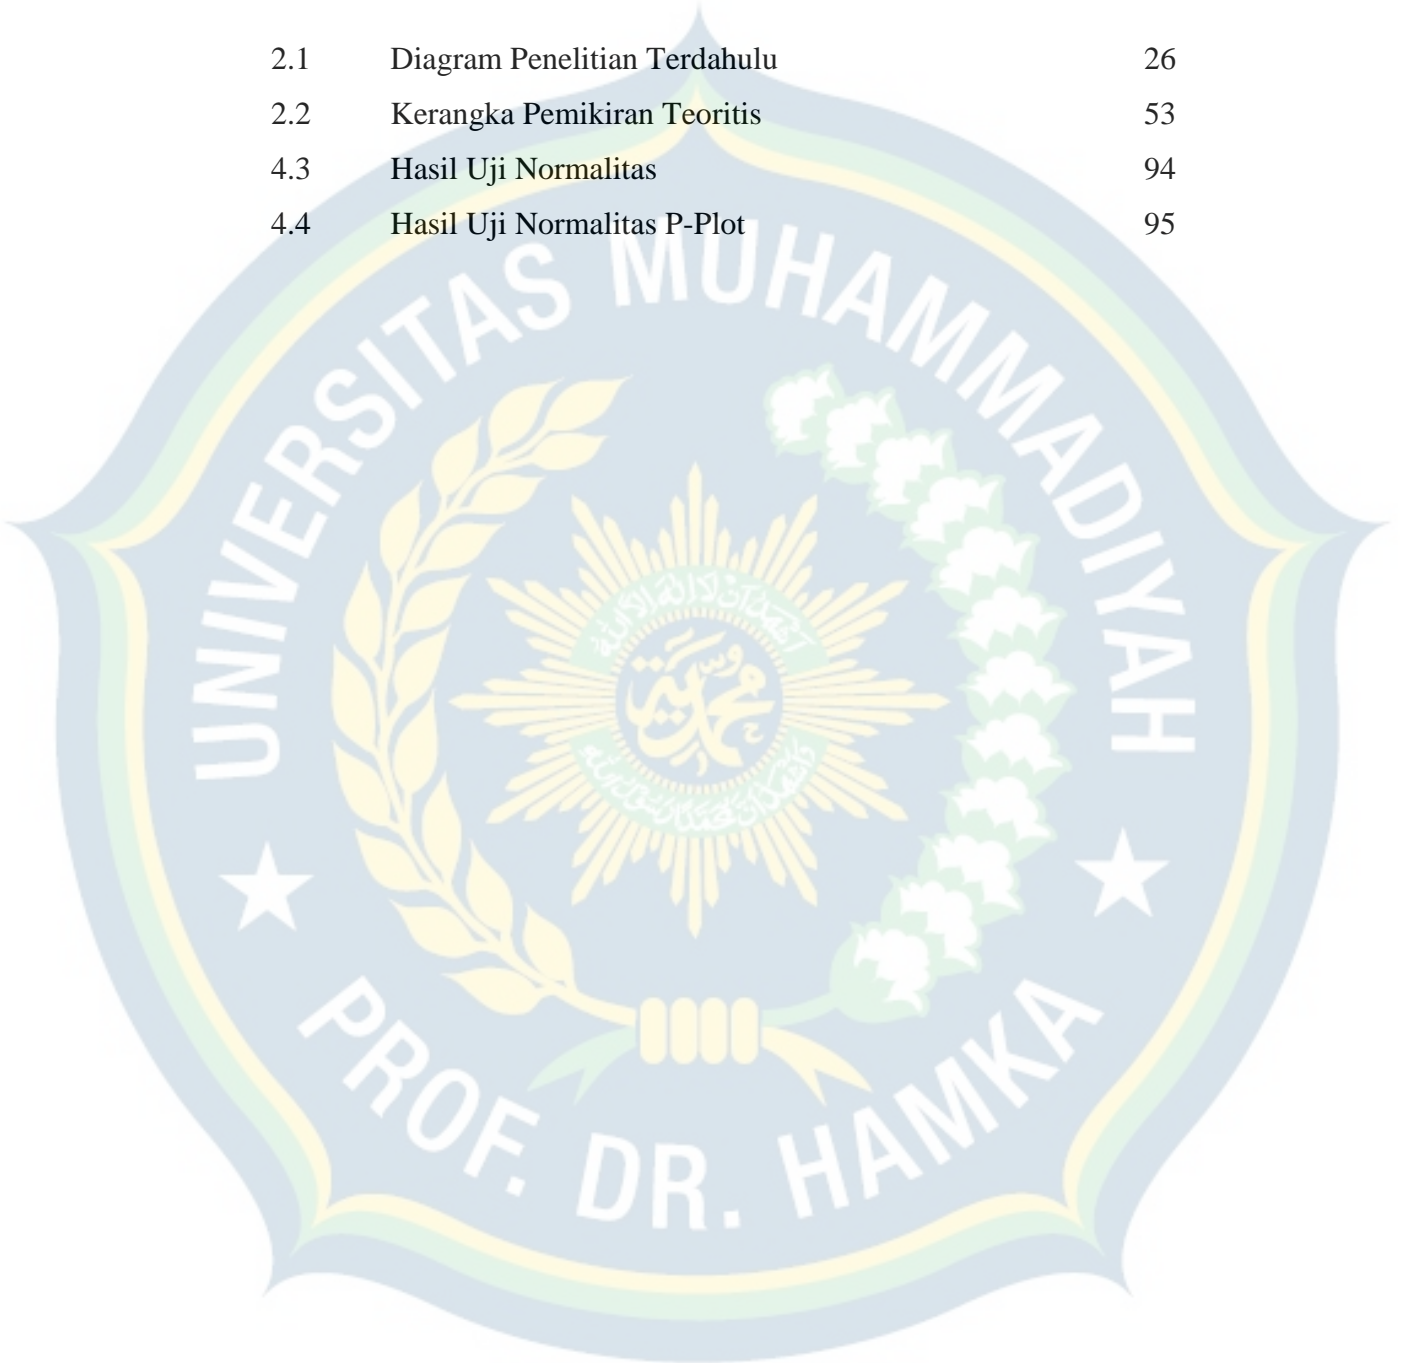 2.1 Diagram Penelitian Terdahulu 26
2.2 Kerangka Pemikiran Teoritis 53
4.3 Hasil Uji Normalitas 94
4.4 Hasil Uji Normalitas P-Plot 95
UNIVERSITAS MUHAMMADIYAH
PROF. DR. HAMKA